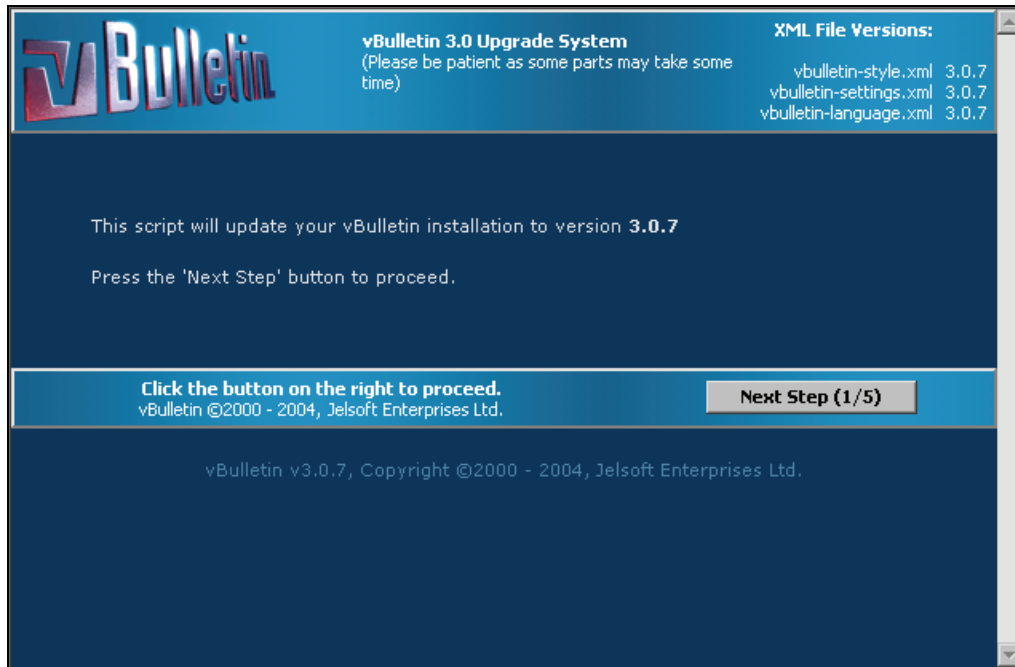 vBulletin
vBulletin 3.0 Upgrade System
(Please be patient as some parts may take some
time)
XML File Versions:
vbulletin-style.xml 3.0.7
vbulletin-settings.xml 3.0.7
vbulletin-language.xml 3.0.7
This script will update your vBulletin installation to version 3.0.7
Press the 'Next Step' button to proceed.
Click the button on the right to proceed.
vBulletin ©2000 - 2004, Jelsoft Enterprises Ltd.
Next Step (1/5)
vBulletin v3.0.7, Copyright ©2000 - 2004, Jelsoft Enterprises Ltd.